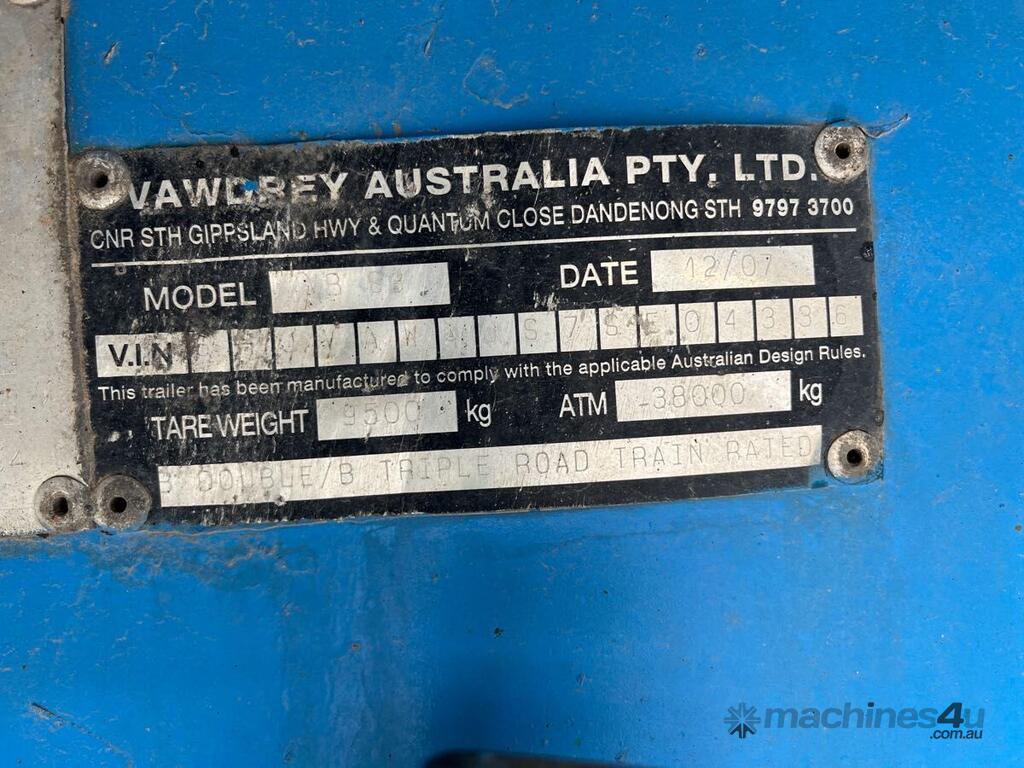 VAWDREY AUSTRALIA PTY. LTD.
CNR STH GIPPSLAND HWY & QUANTUM CLOSE DANDENONG STH 9797 3700
MODEL DATE 12/07
V.I.N
This trailer has been manufactured to comply with the applicable Australian Design Rules.
TARE WEIGHT 9500 kg ATM -38000 kg
B DOUBLE/B TRIPLE ROAD TRAIN RATED
machines4u
.com.au